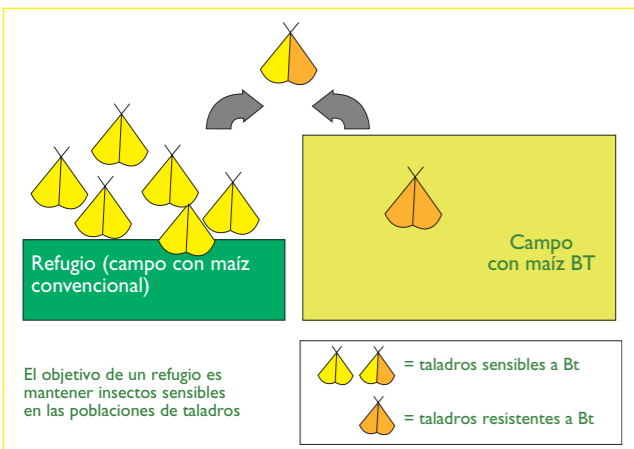 Refugio (campo con maíz
convencional)
Campo
con maíz BT
El objetivo de un refugio es
mantener insectos sensibles
en las poblaciones de taladros
= taladros sensibles a Bt
= taladros resistentes a Bt